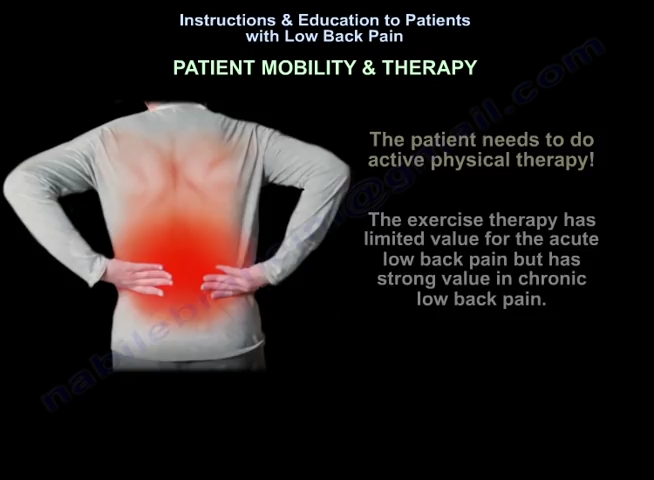 Instructions & Education to Patients
with Low Back Pain
PATIENT MOBILITY & THERAPY
The patient needs to do
active physical therapy!
The exercise therapy has
limited value for the acute
low back pain but has
strong value in chronic
low back pain.